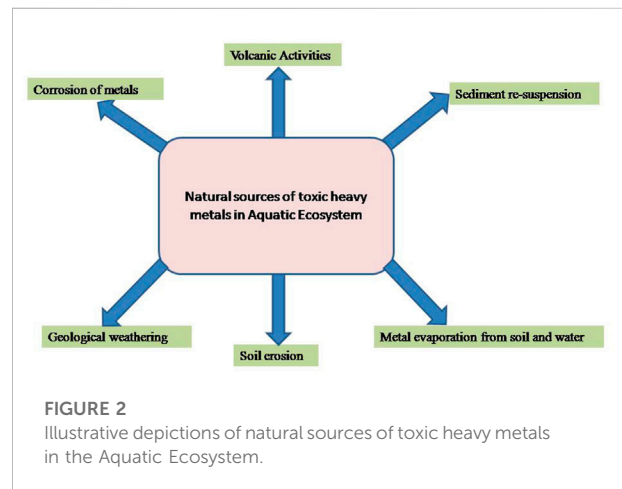 Volcanic Activities
Corrosion of metals
Sediment re-suspension
Natural sources of toxic heavy
metals in Aquatic Ecosystem
Geological weathering
Soil erosion
Metal evaporation from soil and water
FIGURE 2
Illustrative depictions of natural sources of toxic heavy metals
in the Aquatic Ecosystem.